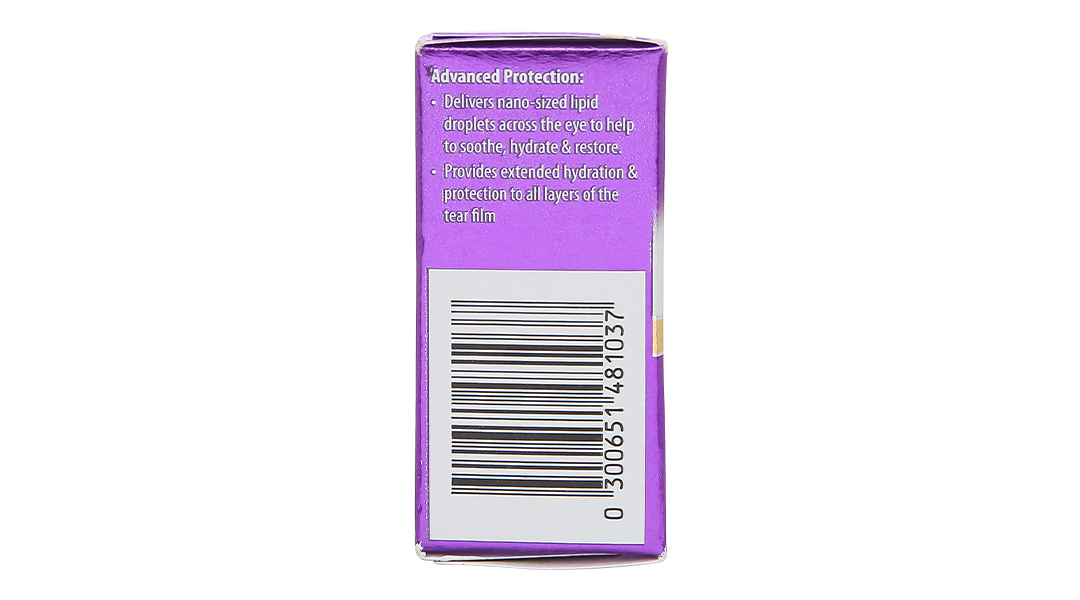 Advanced Protection:
• Delivers nano-sized lipid
droplets across the eye to help
to soothe, hydrate & restore.
• Provides extended hydration &
protection to all layers of the
tear film
0 300651 481037